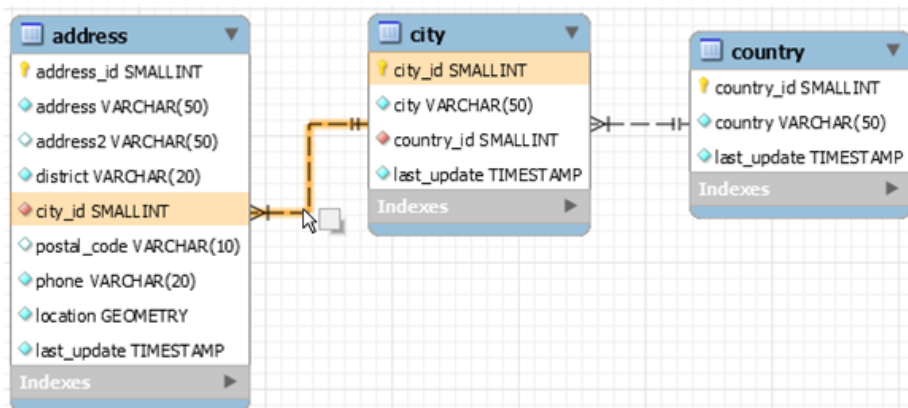 address
address_id SMALLINT
address VARCHAR(50)
address2 VARCHAR(50)
district VARCHAR(20)
city_id SMALLINT
postal_code VARCHAR(10)
phone VARCHAR(20)
location GEOMETRY
last_update TIMESTAMP
Indexes
city
city_id SMALLINT
city VARCHAR(50)
country_id SMALLINT
last_update TIMESTAMP
Indexes
country
country_id SMALLINT
country VARCHAR(50)
last_update TIMESTAMP
Indexes